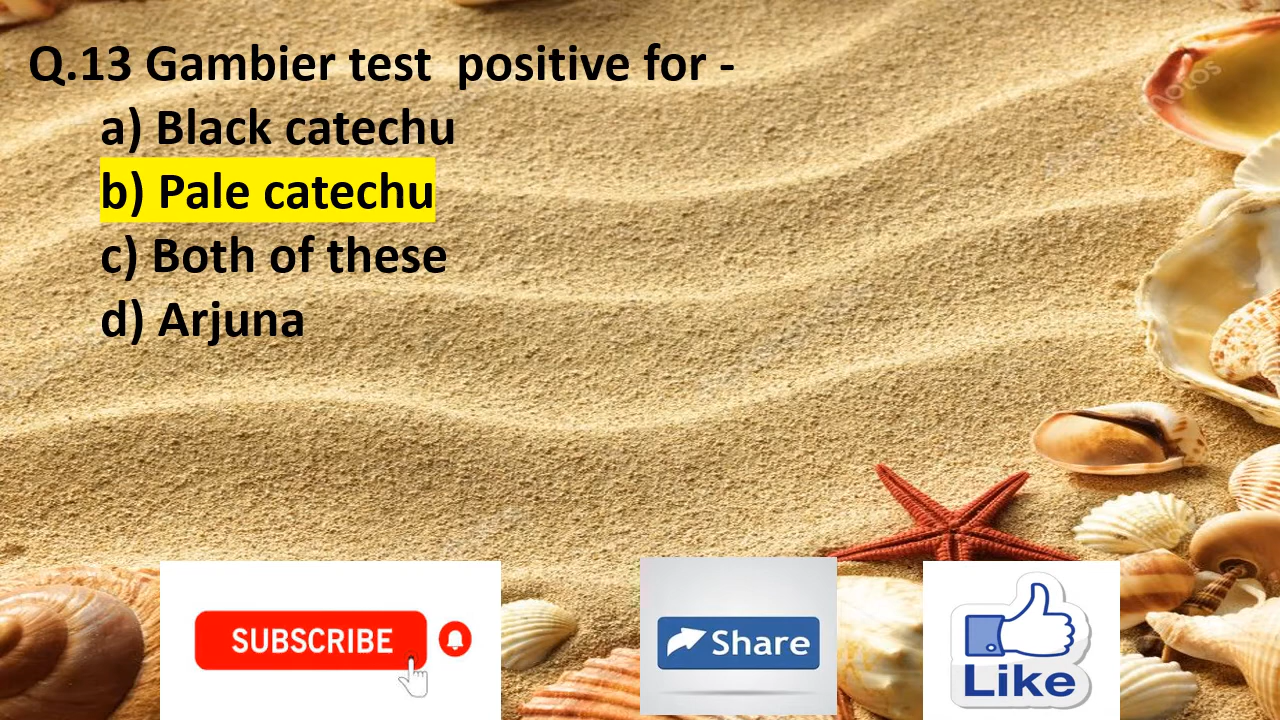 Q.13 Gambier test  positive for -
a) Black catechu
b) Pale catechu
c) Both of these
d) Arjuna
SUBSCRIBE
Share
Like